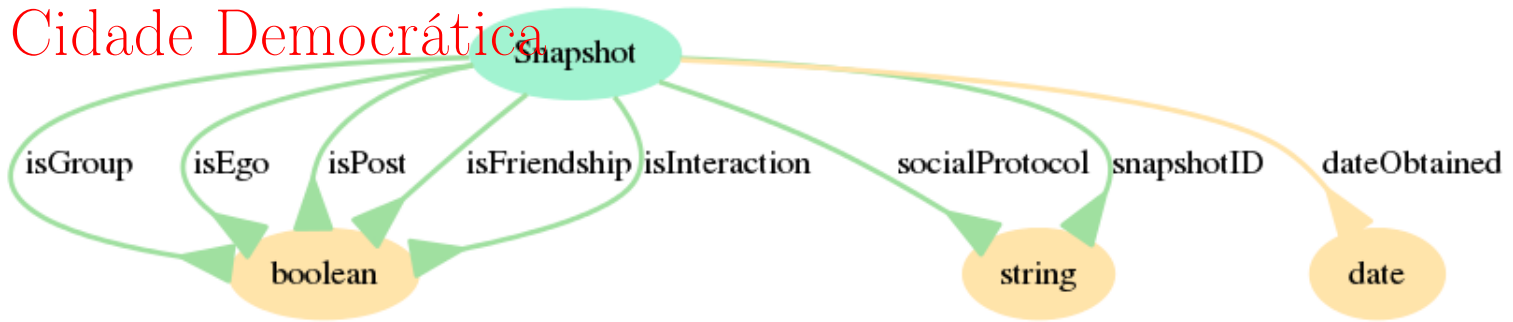 Cidade Democrática
Snapshot
isGroup
isEgo
isPost
isFriendship
isInteraction
socialProtocol
snapshotID
dateObtained
boolean
string
date